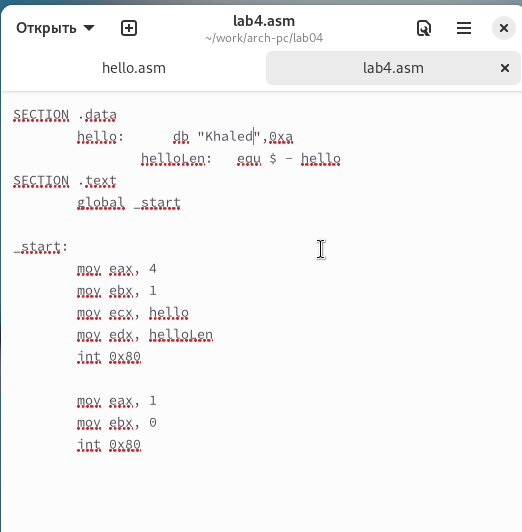 Открыть
lab4.asm
~/work/arch-pc/lab04
hello.asm
lab4.asm
SECTION .data
hello: db "Khaled",0xa
helloLen: equ $ - hello
SECTION .text
global _start
_start:
mov eax, 4
mov ebx, 1
mov ecx, hello
mov edx, helloLen
int 0x80
mov eax, 1
mov ebx, 0
int 0x80